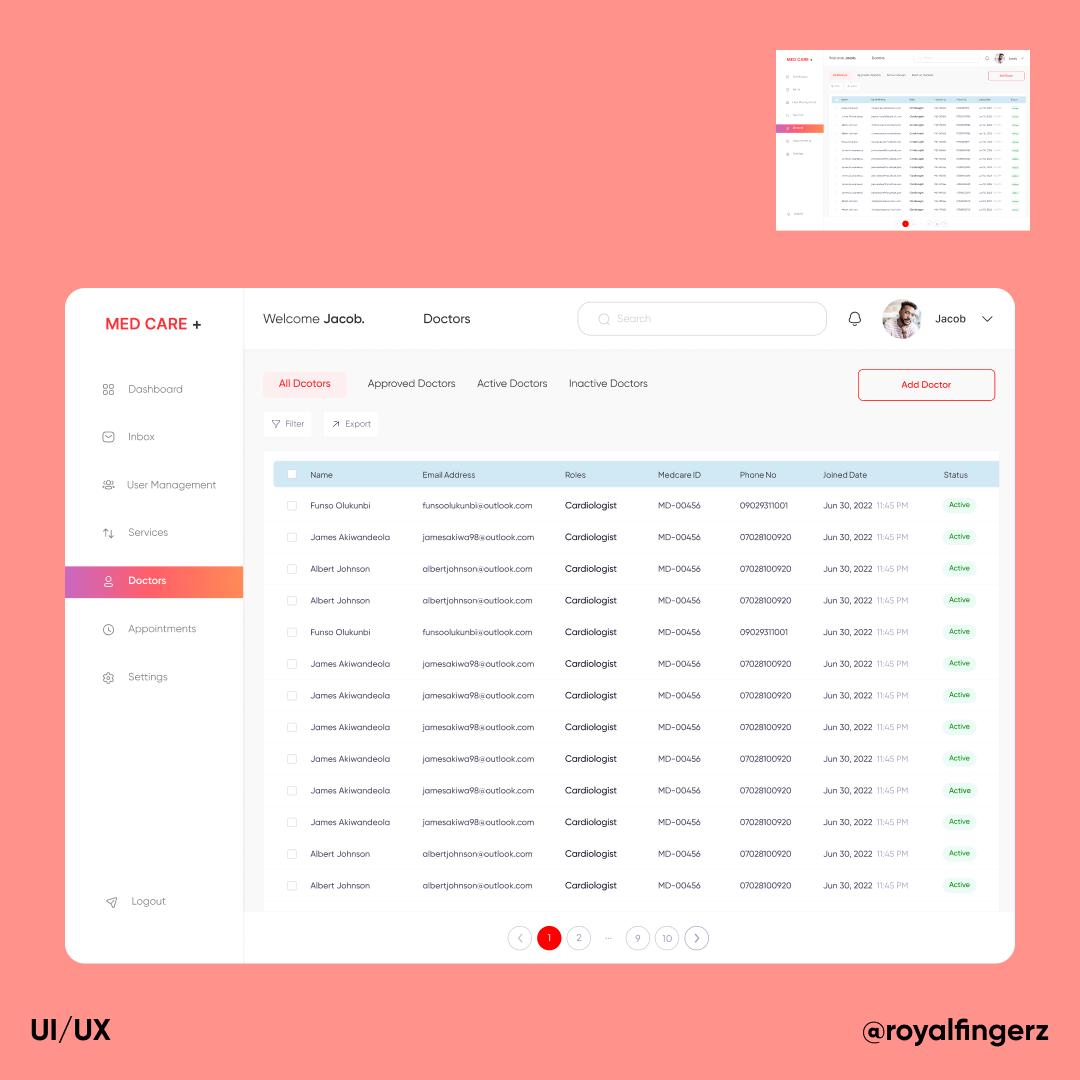 MED CARE +
Welcome Jacob.
Doctors
Search
Jacob
Dashboard
Inbox
User Management
Services
Doctors
Appointments
Settings
Logout
All Dcotors
Approved Doctors
Active Doctors
Inactive Doctors
Add Doctor
Filter
Export
Name Email Address Roles Medcare ID Phone No Joined Date Status
Funso Olukunbi funsoolukunbi@outlook.com Cardiologist MD-00456 09029311001 Jun 30, 2022 11:45 PM Active
James Akiwandeola jamesakiwa98@outlook.com Cardiologist MD-00456 07028100920 Jun 30, 2022 11:45 PM Active
Albert Johnson albertjohnson@outlook.com Cardiologist MD-00456 07028100920 Jun 30, 2022 11:45 PM Active
Albert Johnson albertjohnson@outlook.com Cardiologist MD-00456 07028100920 Jun 30, 2022 11:45 PM Active
Funso Olukunbi funsoolukunbi@outlook.com Cardiologist MD-00456 09029311001 Jun 30, 2022 11:45 PM Active
James Akiwandeola jamesakiwa98@outlook.com Cardiologist MD-00456 07028100920 Jun 30, 2022 11:45 PM Active
James Akiwandeola jamesakiwa98@outlook.com Cardiologist MD-00456 07028100920 Jun 30, 2022 11:45 PM Active
James Akiwandeola jamesakiwa98@outlook.com Cardiologist MD-00456 07028100920 Jun 30, 2022 11:45 PM Active
James Akiwandeola jamesakiwa98@outlook.com Cardiologist MD-00456 07028100920 Jun 30, 2022 11:45 PM Active
James Akiwandeola jamesakiwa98@outlook.com Cardiologist MD-00456 07028100920 Jun 30, 2022 11:45 PM Active
James Akiwandeola jamesakiwa98@outlook.com Cardiologist MD-00456 07028100920 Jun 30, 2022 11:45 PM Active
Albert Johnson albertjohnson@outlook.com Cardiologist MD-00456 07028100920 Jun 30, 2022 11:45 PM Active
Albert Johnson albertjohnson@outlook.com Cardiologist MD-00456 07028100920 Jun 30, 2022 11:45 PM Active
1 2 ... 9 10
UI/UX
@royalfingerz